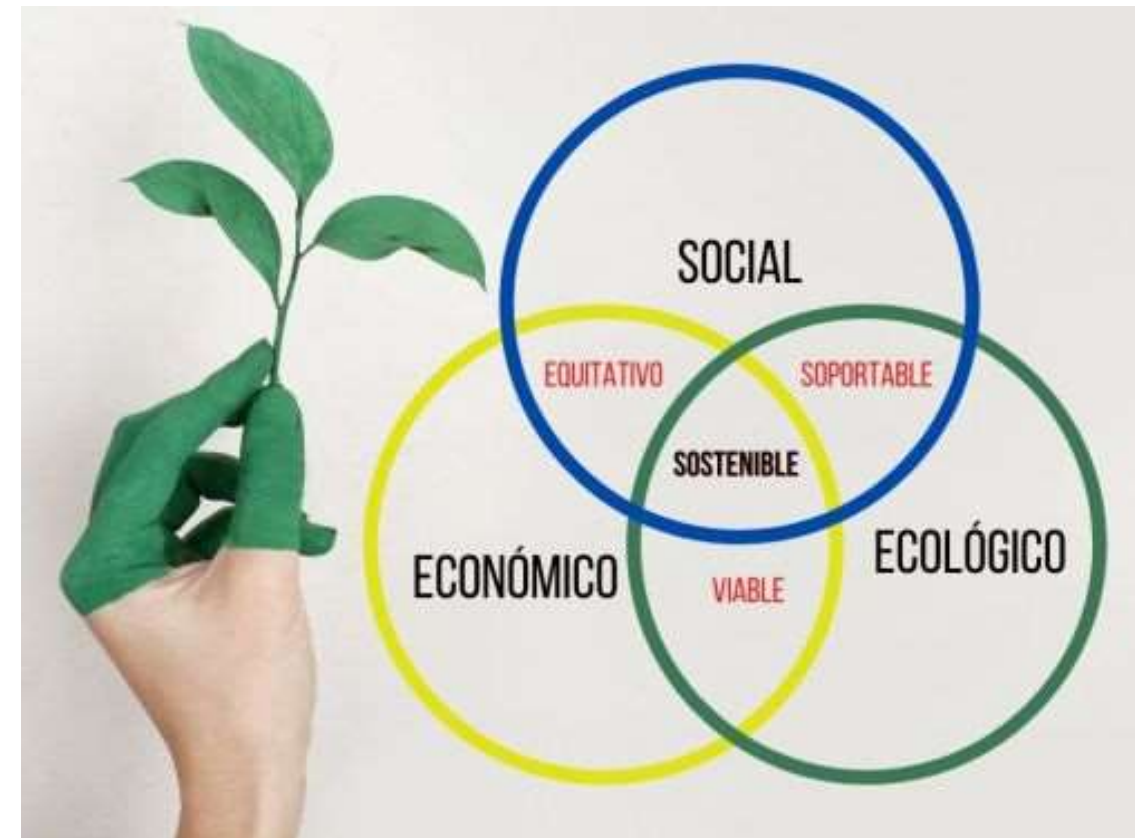 SOCIAL
EQUITATIVO
SOPORTABLE
SOSTENIBLE
ECONÓMICO
ECOLÓGICO
VIABLE